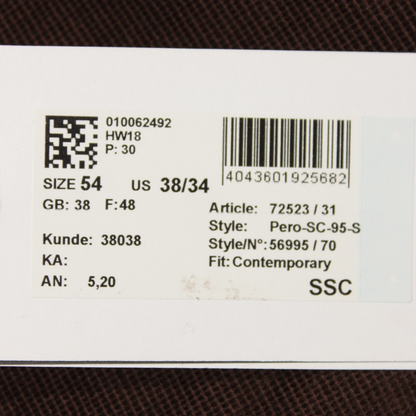 010062492
HW18
P: 30
4043601925682
SIZE 54 US 38/34
GB: 38 F:48
Article: 72523 / 31
Style: Pero-SC-95-S
Kunde: 38038
Style/N°: 56995 / 70
KA:
Fit: Contemporary
AN: 5,20
SSC